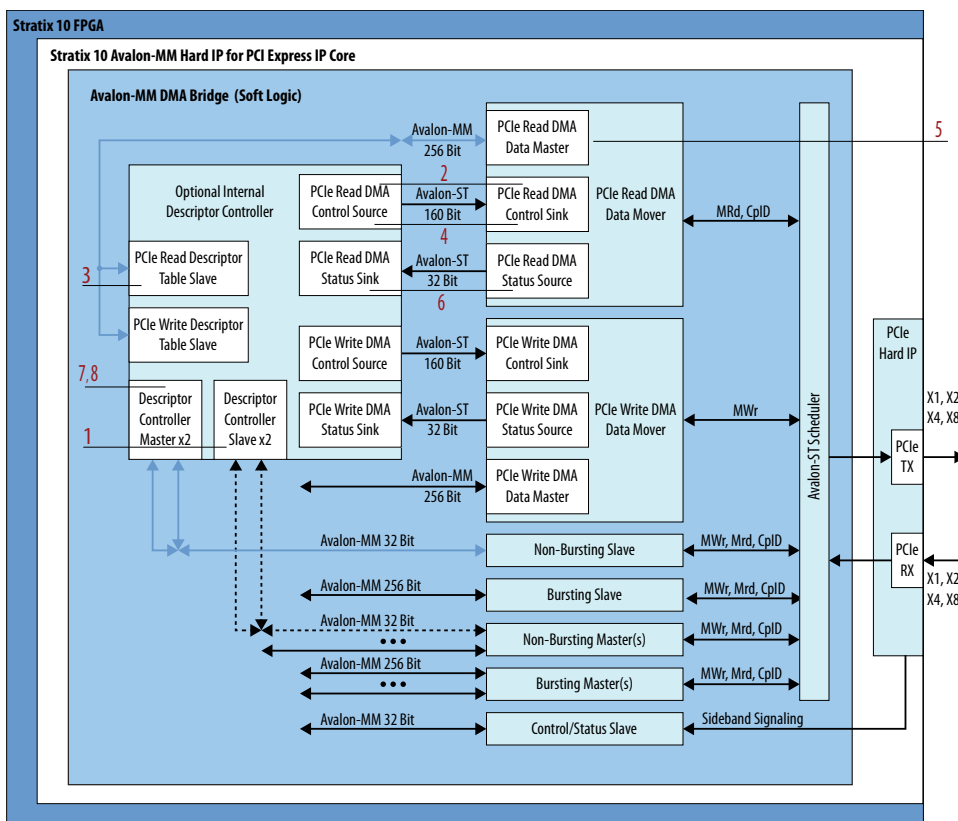 Stratix 10 FPGA
Stratix 10 Avalon-MM Hard IP for PCI Express IP Core
Avalon-MM DMA Bridge (Soft Logic)
Avalon-MM
256 Bit
PCIe Read DMA
Data Master
5
2
Optional Internal
Descriptor Controller
PCIe Read DMA
Control Source
Avalon-ST
160 Bit
PCIe Read DMA
Control Sink
PCIe Read DMA
Data Mover
MRd, CpID
4
PCIe Read Descriptor
Table Slave
3
PCIe Read DMA
Status Sink
Avalon-ST
32 Bit
PCIe Read DMA
Status Source
6
PCIe Write Descriptor
Table Slave
PCIe Write DMA
Control Source
Avalon-ST
160 Bit
PCIe Write DMA
Control Sink
PCIe
Hard IP
7,8
Descriptor
Controller
Master x2
Descriptor
Controller
Slave x2
1
PCIe Write DMA
Status Sink
Avalon-ST
32 Bit
PCIe Write DMA
Status Source
PCIe Write DMA
Data Mover
MWr
Avalon-ST Scheduler
X1, X2
X4, X8
PCIe
TX
Avalon-MM
256 Bit
PCIe Write DMA
Data Master
Avalon-MM 32 Bit
Non-Bursting Slave
MWr, Mrd, CpID
PCIe
RX
X1, X2
X4, X8
Avalon-MM 256 Bit
Bursting Slave
MWr, Mrd, CpID
Avalon-MM 32 Bit
Non-Bursting Master(s)
MWr, Mrd, CpID
Avalon-MM 256 Bit
Bursting Master(s)
MWr, Mrd, CpID
Avalon-MM 32 Bit
Control/Status Slave
Sideband Signaling